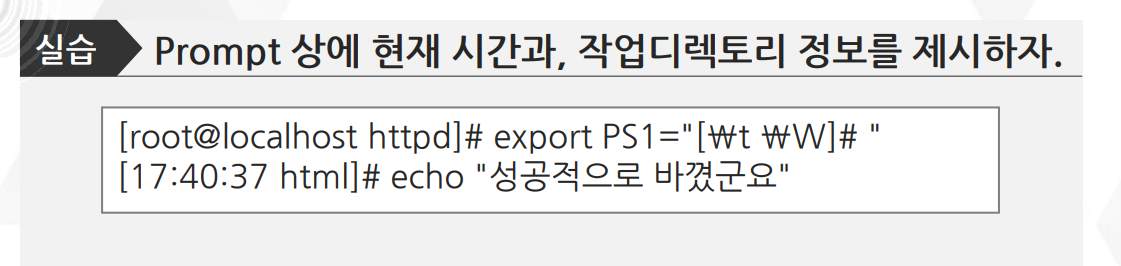 실습
Prompt 상에 현재 시간과, 작업디렉토리 정보를 제시하자.
[root@localhost httpd]# export PS1="[₩t ₩W]# "
[17:40:37 html]# echo "성공적으로 바꼈군요"